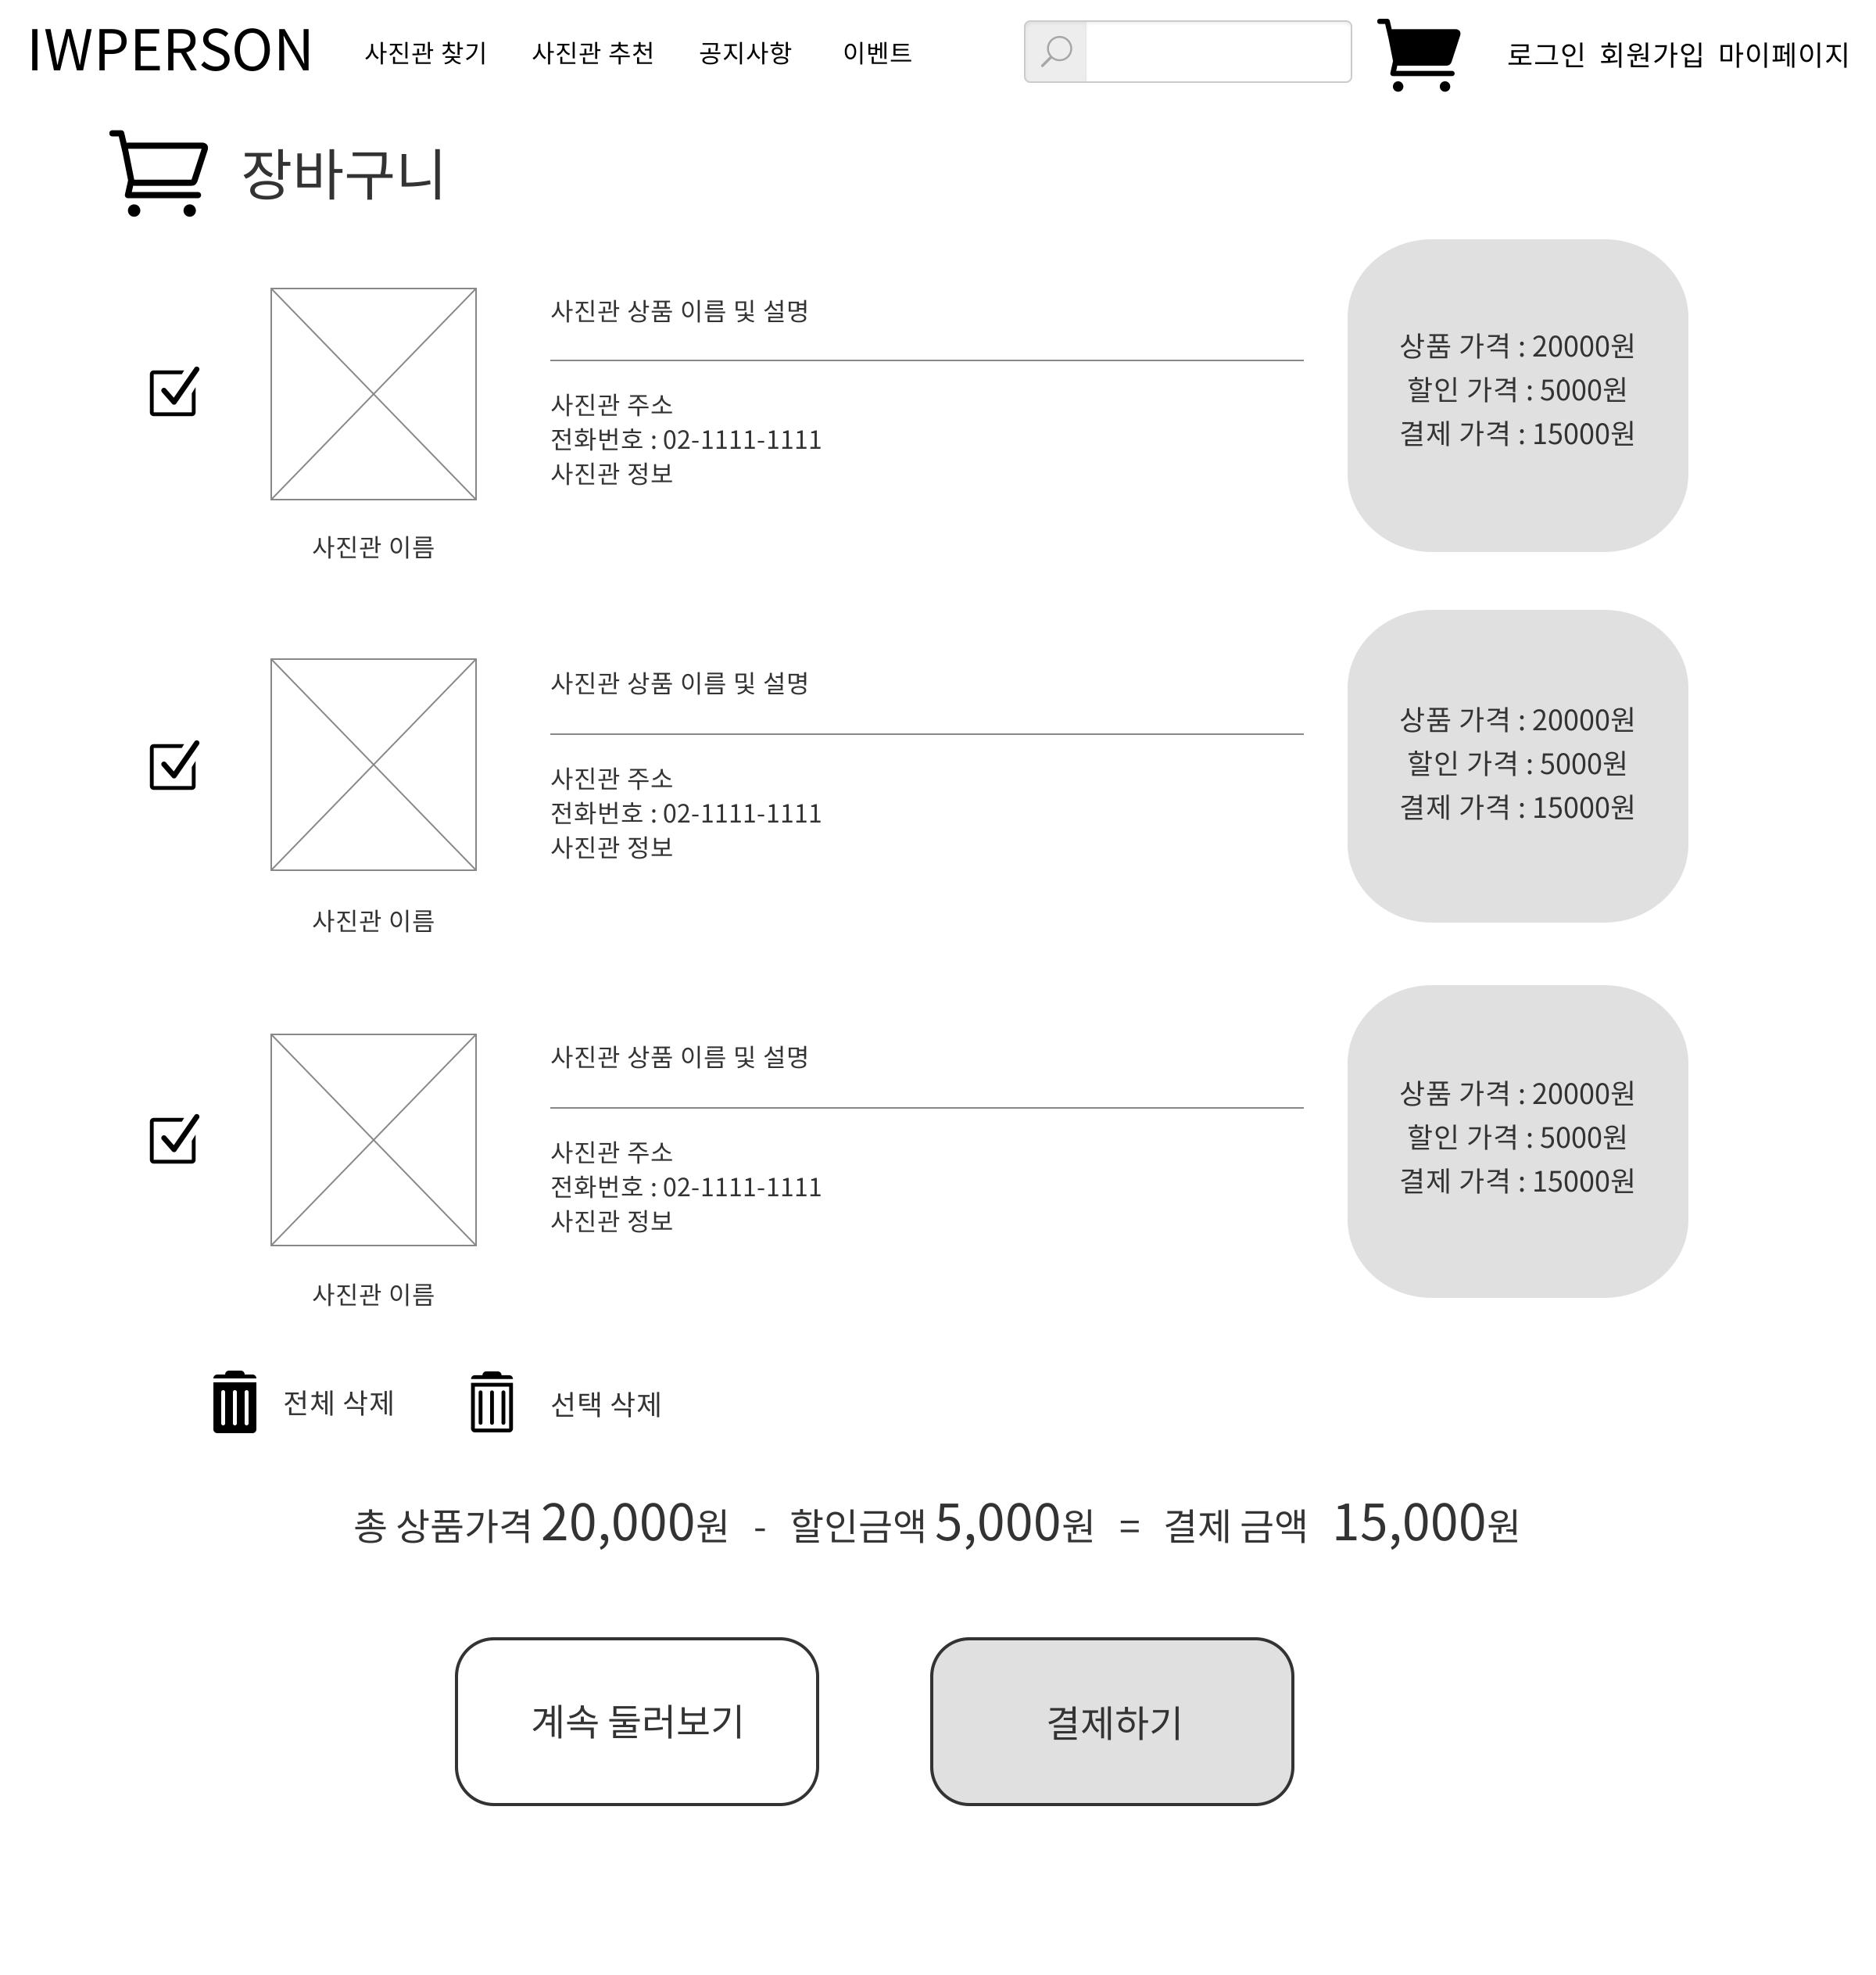 IWPERSON 사진관 찾기 사진관 추천 공지사항 이벤트 로그인 회원가입 마이페이지
장바구니
사진관 상품 이름 및 설명
사진관 주소
전화번호 : 02-1111-1111
사진관 정보
사진관 이름
상품 가격 : 20000원
할인 가격 : 5000원
결제 가격 : 15000원
사진관 상품 이름 및 설명
사진관 주소
전화번호 : 02-1111-1111
사진관 정보
사진관 이름
상품 가격 : 20000원
할인 가격 : 5000원
결제 가격 : 15000원
사진관 상품 이름 및 설명
사진관 주소
전화번호 : 02-1111-1111
사진관 정보
사진관 이름
상품 가격 : 20000원
할인 가격 : 5000원
결제 가격 : 15000원
전체 삭제 선택 삭제
총 상품가격 20,000원 - 할인금액 5,000원 = 결제 금액 15,000원
계속 둘러보기 결제하기